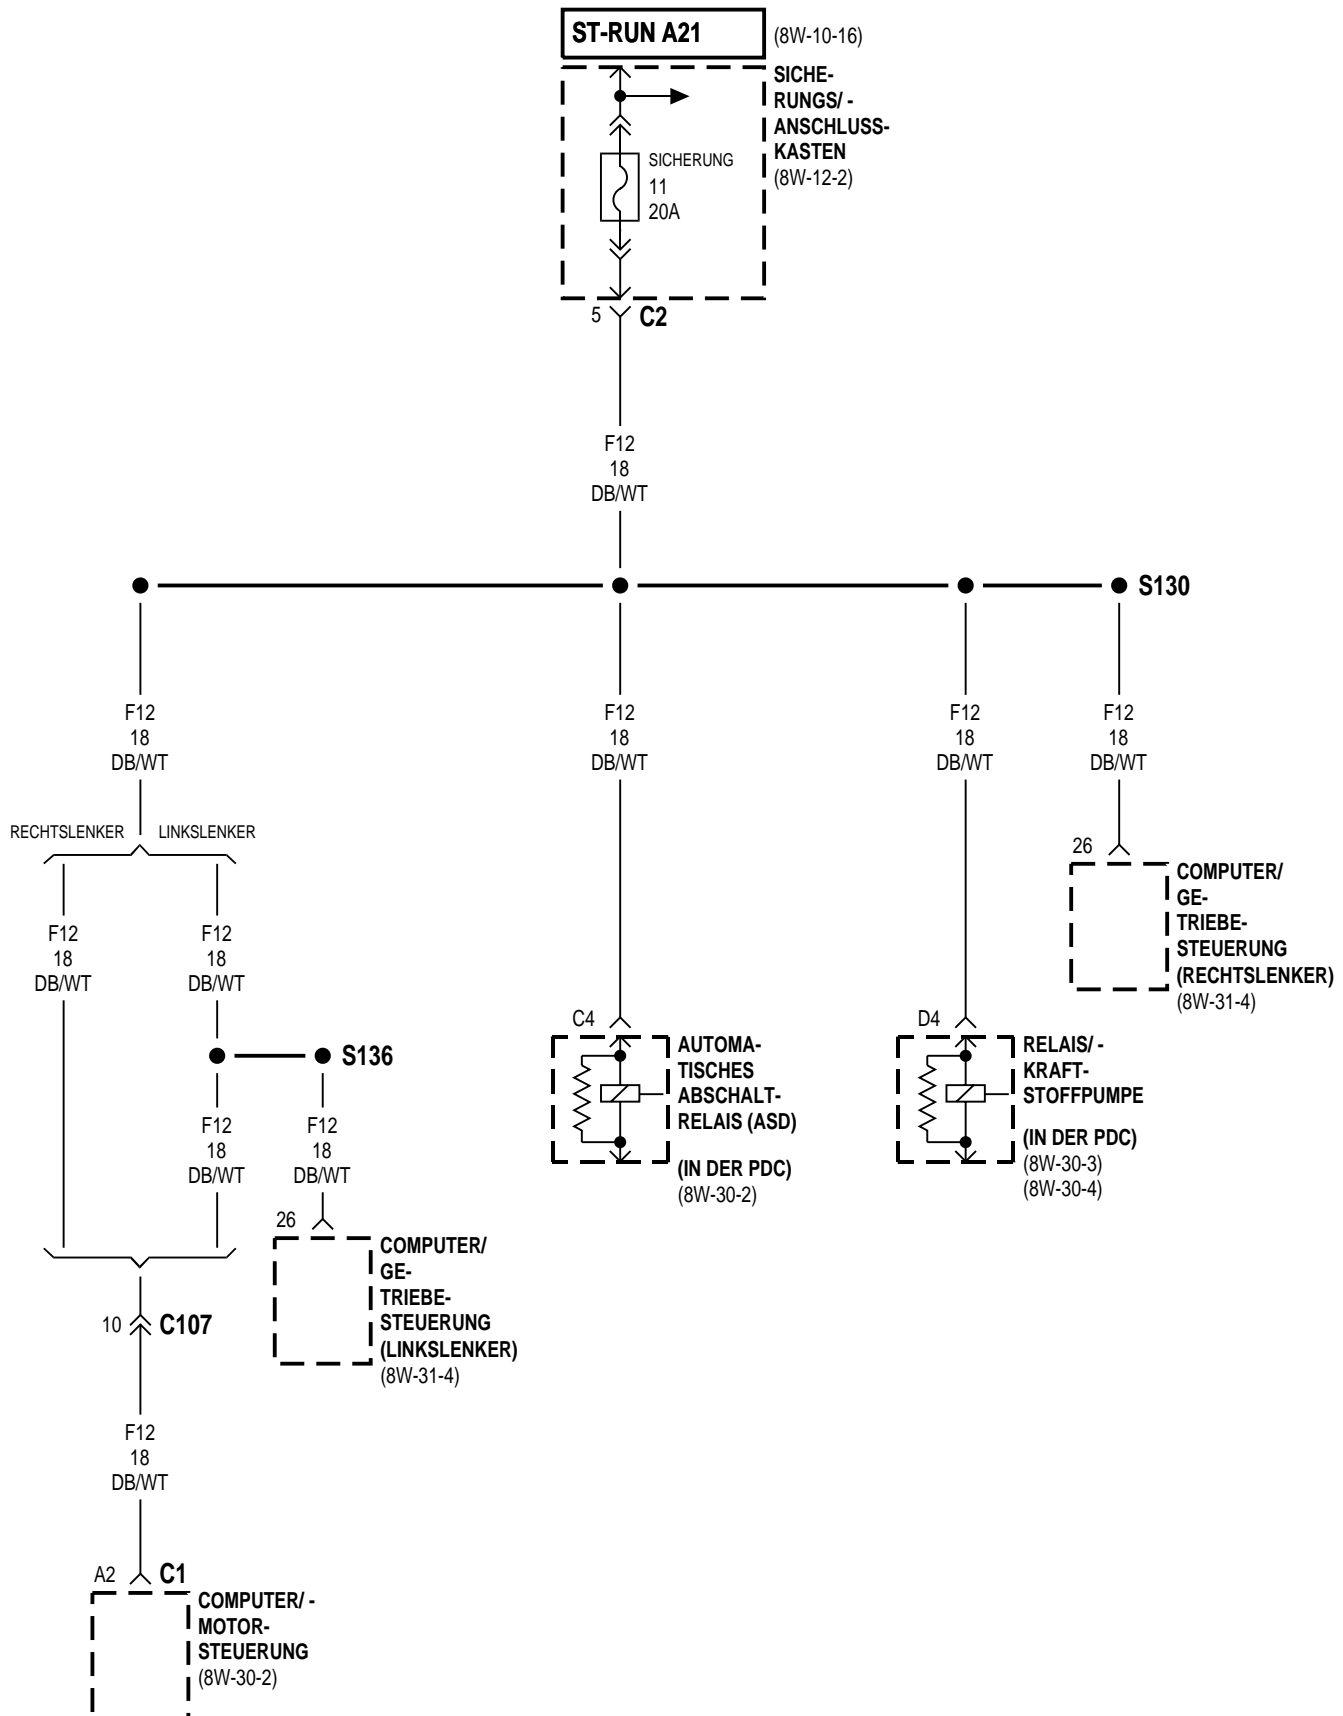 ST-RUN A21
(8W-10-16)
SICHE-
RUNGS/ -
ANSCHLUSS-
KASTEN
(8W-12-2)
SICHERUNG
11
20A
5
C2
F12
18
DB/WT
S130
F12
18
DB/WT
F12
18
DB/WT
F12
18
DB/WT
F12
18
DB/WT
RECHTSLENKER
LINKSLENKER
F12
18
DB/WT
F12
18
DB/WT
26
COMPUTER/
GE-
TRIEBE-
STEUERUNG
(RECHTSLENKER)
(8W-31-4)
S136
F12
18
DB/WT
F12
18
DB/WT
C4
AUTOMA-
TISCHES
ABSCHALT-
RELAIS (ASD)
(IN DER PDC)
(8W-30-2)
D4
RELAIS/ -
KRAFT-
STOFFPUMPE
(IN DER PDC)
(8W-30-3)
(8W-30-4)
26
COMPUTER/
GE-
TRIEBE-
STEUERUNG
(LINKSLENKER)
(8W-31-4)
10
C107
F12
18
DB/WT
A2
C1
COMPUTER/ -
MOTOR-
STEUERUNG
(8W-30-2)